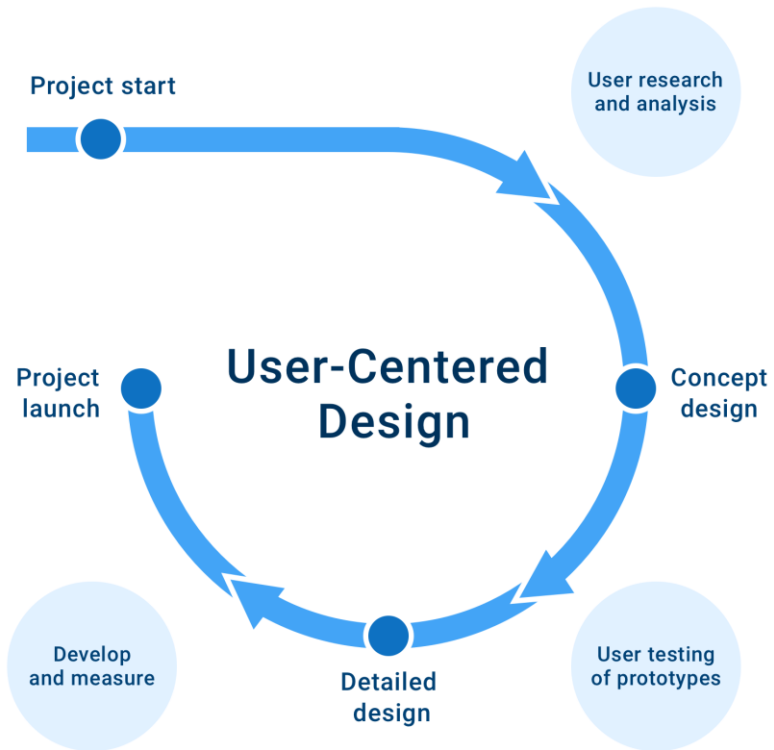 Project start
User research
and analysis
User-Centered
Design
Project
launch
Concept
design
Develop
and measure
Detailed
design
User testing
of prototypes